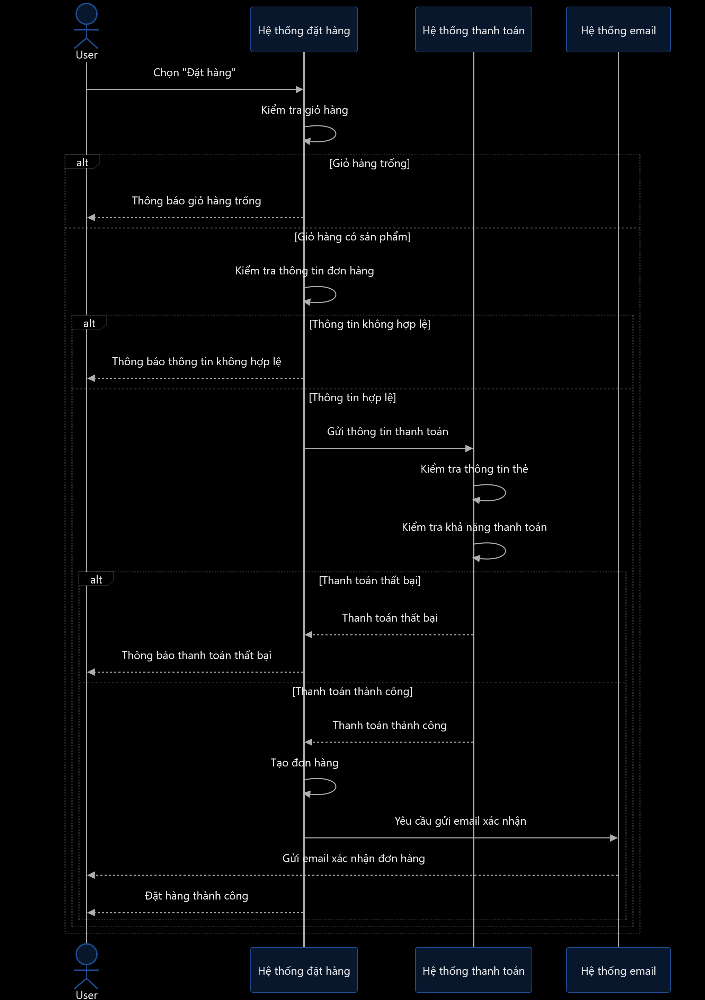 User
Hệ thống đặt hàng
Hệ thống thanh toán
Hệ thống email
Chọn "Đặt hàng"
Kiểm tra giỏ hàng
alt
[Giỏ hàng trống]
Thông báo giỏ hàng trống
[Giỏ hàng có sản phẩm]
Kiểm tra thông tin đơn hàng
alt
[Thông tin không hợp lệ]
Thông báo thông tin không hợp lệ
[Thông tin hợp lệ]
Gửi thông tin thanh toán
Kiểm tra thông tin thẻ
Kiểm tra khả năng thanh toán
alt
[Thanh toán thất bại]
Thanh toán thất bại
Thông báo thanh toán thất bại
[Thanh toán thành công]
Thanh toán thành công
Tạo đơn hàng
Yêu cầu gửi email xác nhận
Gửi email xác nhận đơn hàng
Đặt hàng thành công
User
Hệ thống đặt hàng
Hệ thống thanh toán
Hệ thống email